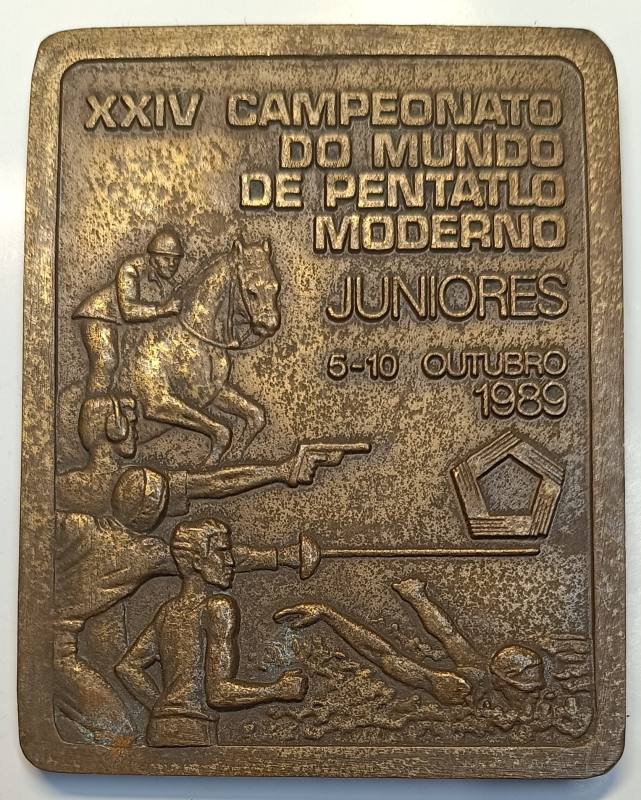 XXIV CAMPEONATO
DO MUNDO
DE PENTATLO
MODERNO
JUNIORES
5-10 OUTUBRO
1989